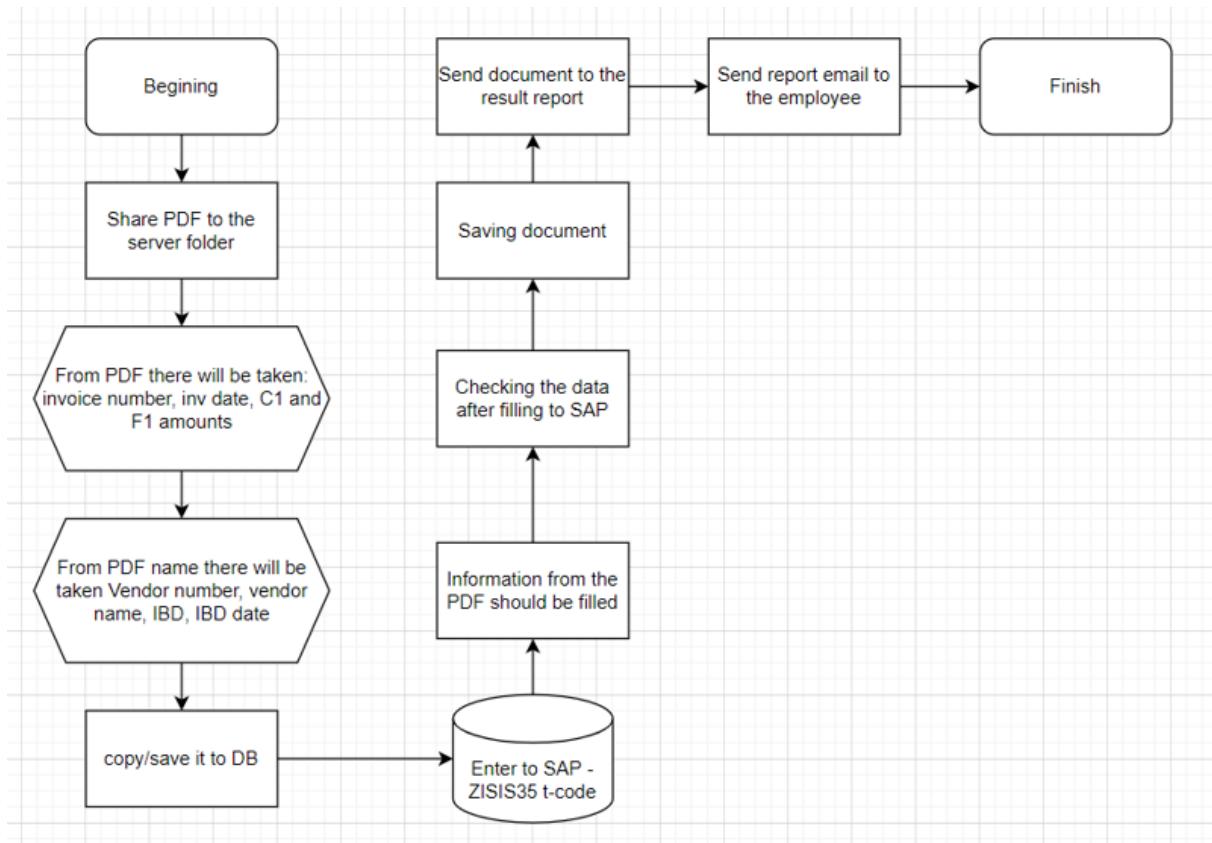 Begining
Share PDF to the
server folder
From PDF there will be taken:
invoice number, inv date, C1 and
F1 amounts
From PDF name there will be
taken Vendor number, vendor
name, IBD, IBD date
copy/save it to DB
Enter to SAP -
ZISIS35 t-code
Information from the
PDF should be filled
Checking the data
after filling to SAP
Saving document
Send document to the
result report
Send report email to
the employee
Finish